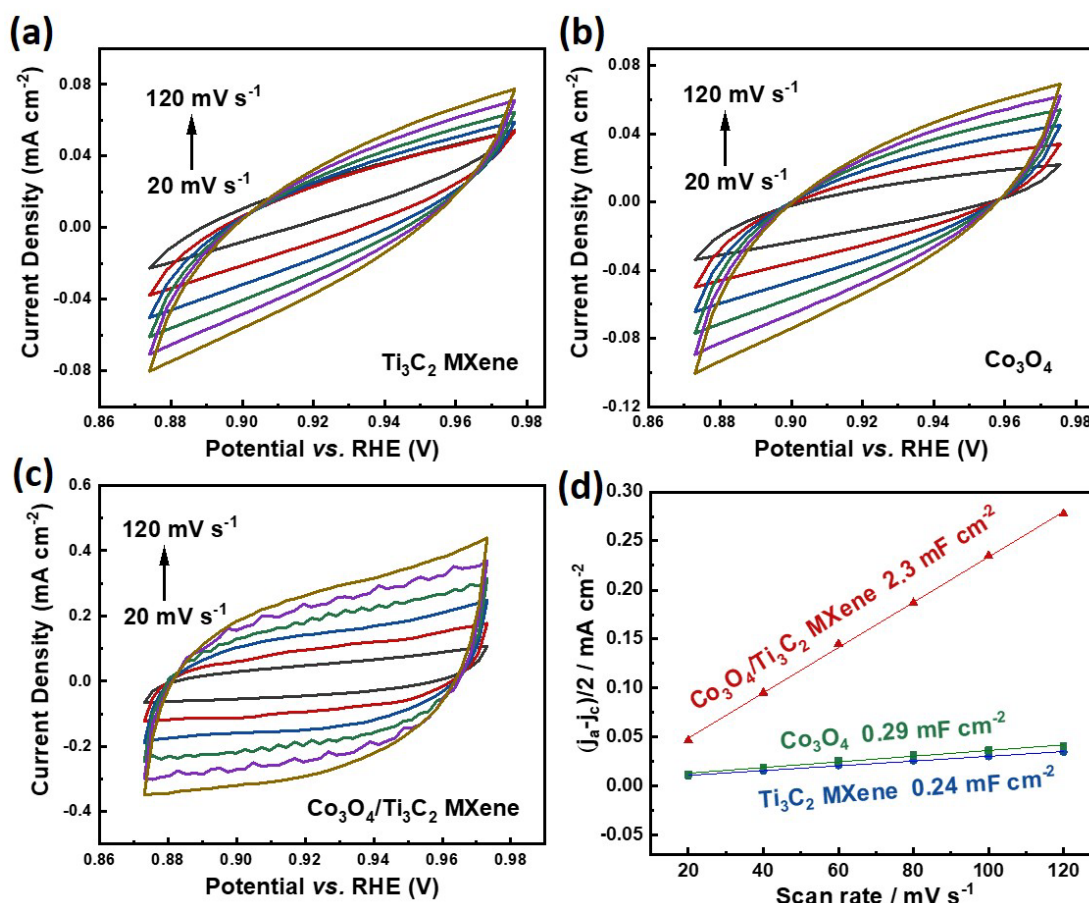 (a)
120 mV s⁻¹
20 mV s⁻¹
Ti₃C₂ MXene
Current Density (mA cm⁻²)
0.08
0.04
0.00
-0.04
-0.08
0.86 0.88 0.90 0.92 0.94 0.96 0.98
Potential vs. RHE (V)
(b)
120 mV s⁻¹
20 mV s⁻¹
Co₃O₄
Current Density (mA cm⁻²)
0.08
0.04
0.00
-0.04
-0.08
-0.12
0.86 0.88 0.90 0.92 0.94 0.96 0.98
Potential vs. RHE (V)
(c)
120 mV s⁻¹
20 mV s⁻¹
Co₃O₄/Ti₃C₂ MXene
Current Density (mA cm⁻²)
0.6
0.4
0.2
0.0
-0.2
-0.4
0.86 0.88 0.90 0.92 0.94 0.96 0.98
Potential vs. RHE (V)
(d)
(jₐ-j꜀)/2 / mA cm⁻²
0.30
0.25
0.20
0.15
0.10
0.05
0.00
-0.05
Co₃O₄/Ti₃C₂ MXene 2.3 mF cm⁻²
Co₃O₄ 0.29 mF cm⁻²
Ti₃C₂ MXene 0.24 mF cm⁻²
20 40 60 80 100 120
Scan rate / mV s⁻¹